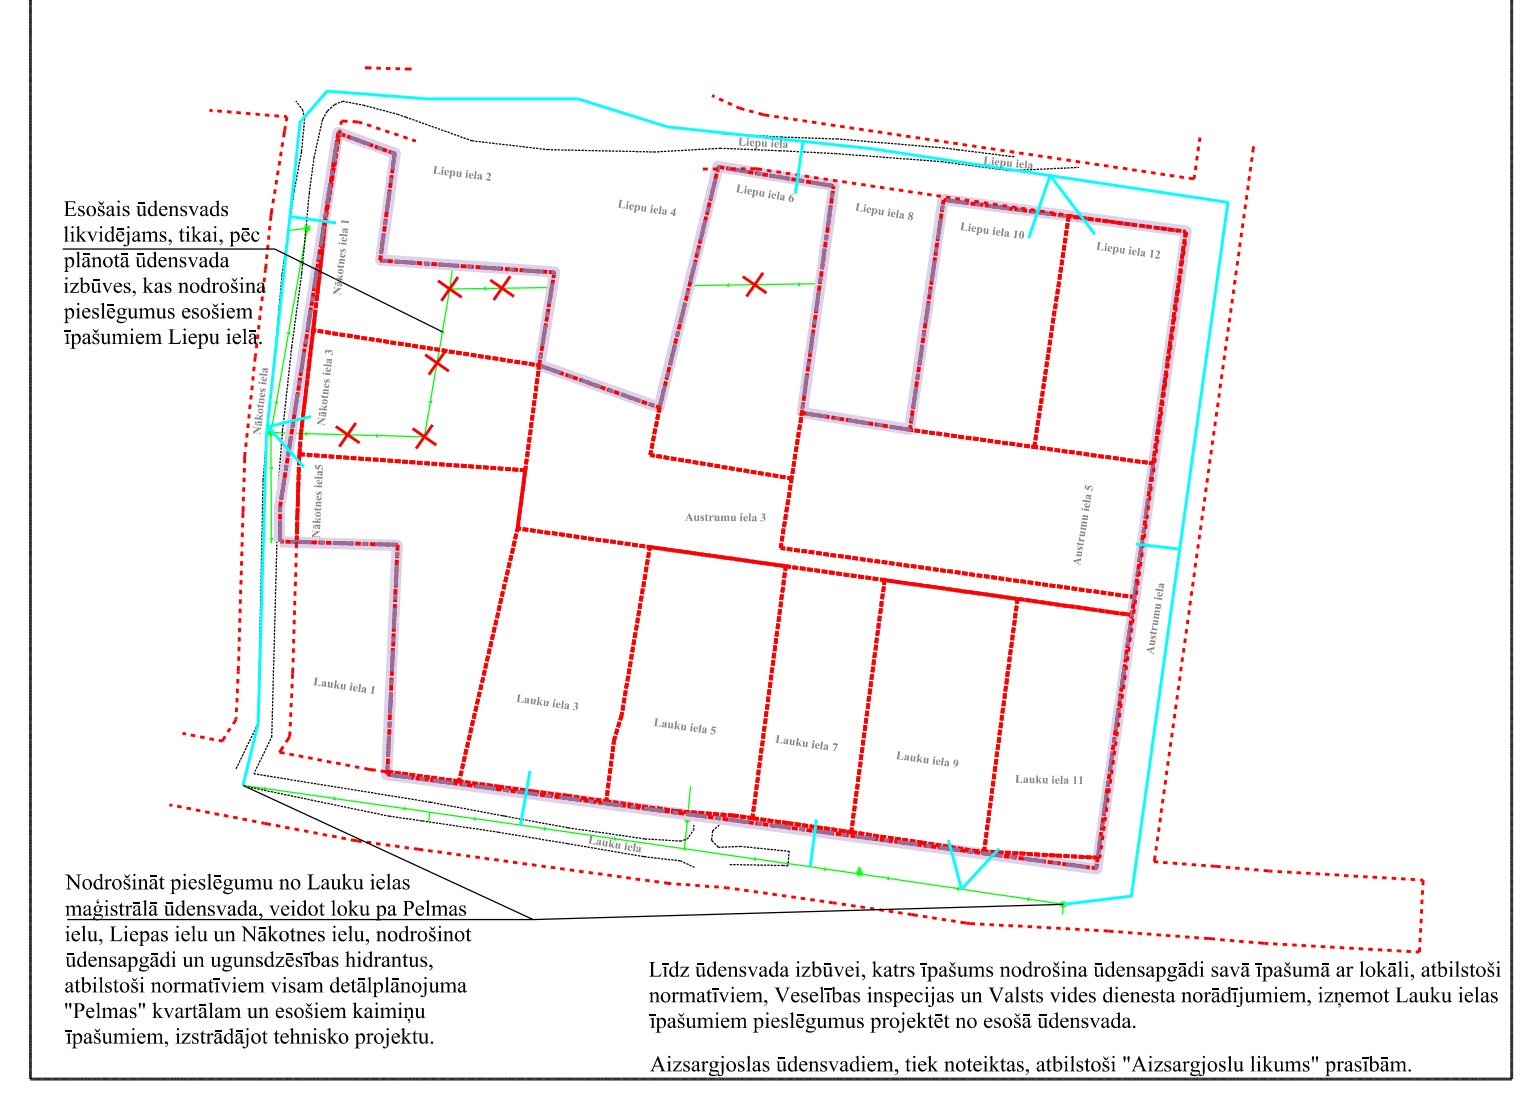 Liepu iela
Liepu iela
Liepu iela 2
Liepu iela 4
Liepu iela 6
Liepu iela 8
Liepu iela 10
Liepu iela 12
Esošais ūdensvads
likvidējams, tikai, pēc
plānotā ūdensvada
izbūves, kas nodrošina
pieslēgumus esošiem
īpašumiem Liepu ielā.
Nākotnes iela 1
Nākotnes iela 3
Nākotnes iela
Nākotnes iela5
Austrumu iela 3
Austrumu iela 5
Austrumu iela
Lauku iela 1
Lauku iela 3
Lauku iela 5
Lauku iela 7
Lauku iela 9
Lauku iela 11
Lauku iela
Nodrošināt pieslēgumu no Lauku ielas
maģistrālā ūdensvada, veidot loku pa Pelmas
ielu, Liepas ielu un Nākotnes ielu, nodrošinot
ūdensapgādi un ugunsdzēsības hidrantus,
atbilstoši normatīviem visam detālplānojuma
"Pelmas" kvartālam un esošiem kaimiņu
īpašumiem, izstrādājot tehnisko projektu.
Līdz ūdensvada izbūvei, katrs īpašums nodrošina ūdensapgādi savā īpašumā ar lokāli, atbilstoši
normatīviem, Veselības inspecijas un Valsts vides dienesta norādījumiem, izņemot Lauku ielas
īpašumiem pieslēgumus projektēt no esošā ūdensvada.
Aizsargjoslas ūdensvadiem, tiek noteiktas, atbilstoši "Aizsargjoslu likums" prasībām.